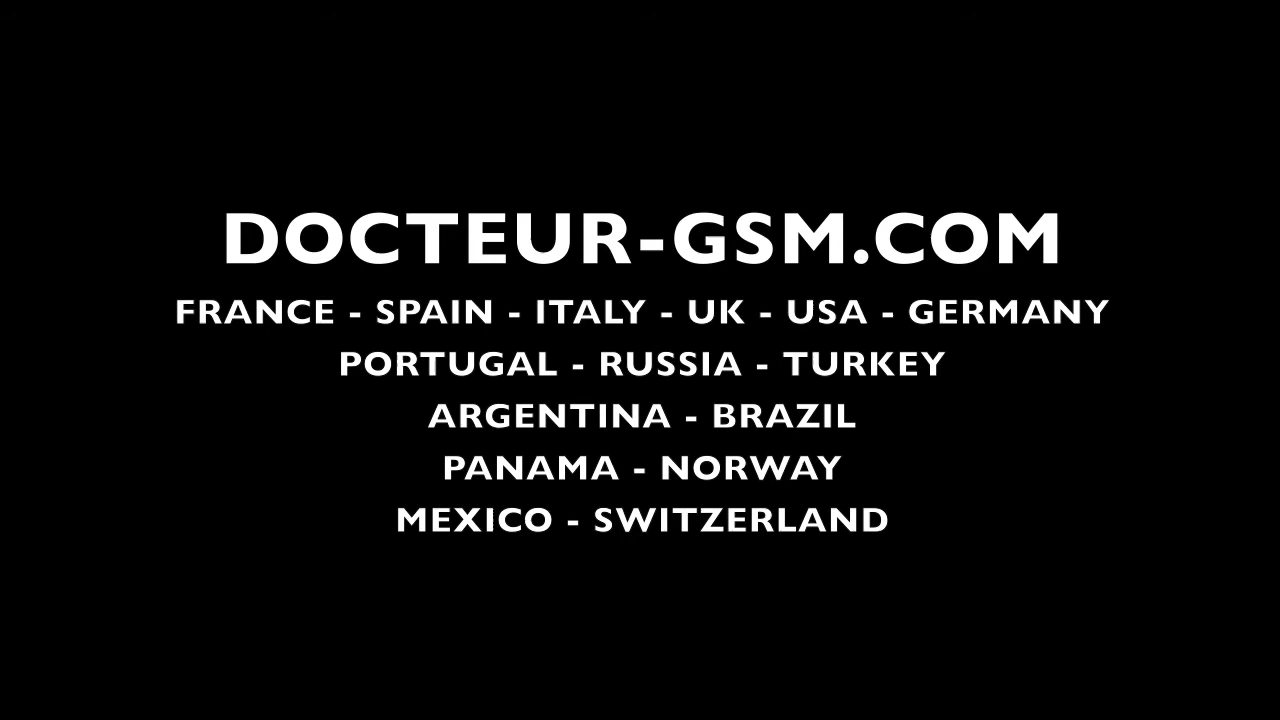 DOCTEUR-GSM.COM
FRANCE - SPAIN - ITALY - UK - USA - GERMANY
PORTUGAL - RUSSIA - TURKEY
ARGENTINA - BRAZIL
PANAMA - NORWAY
MEXICO - SWITZERLAND